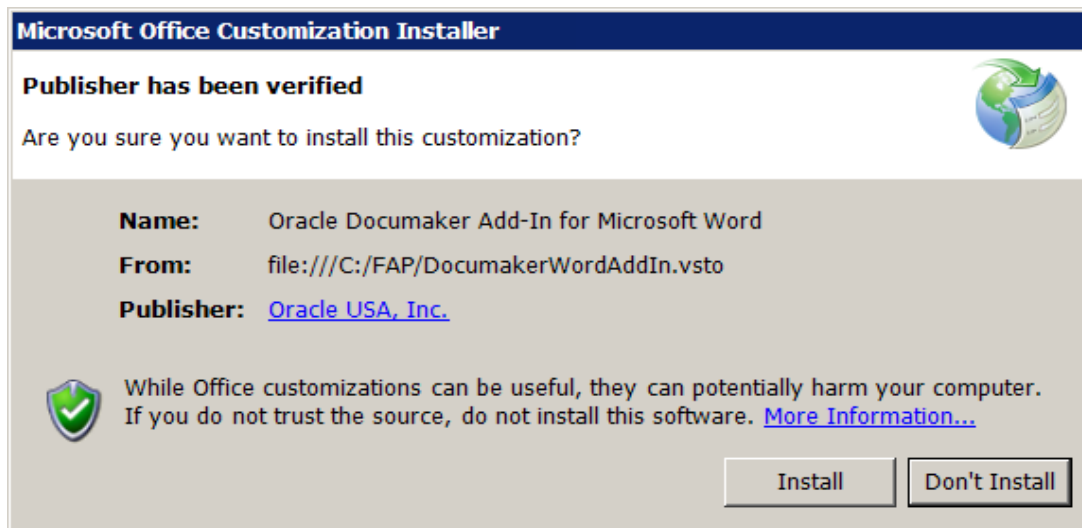 Microsoft Office Customization Installer
Publisher has been verified
Are you sure you want to install this customization?
Name: Oracle Documaker Add-In for Microsoft Word
From: file:///C:/FAP/DocumakerWordAddIn.vsto
Publisher: Oracle USA, Inc.
While Office customizations can be useful, they can potentially harm your computer.
If you do not trust the source, do not install this software. More Information...
Install Don't Install